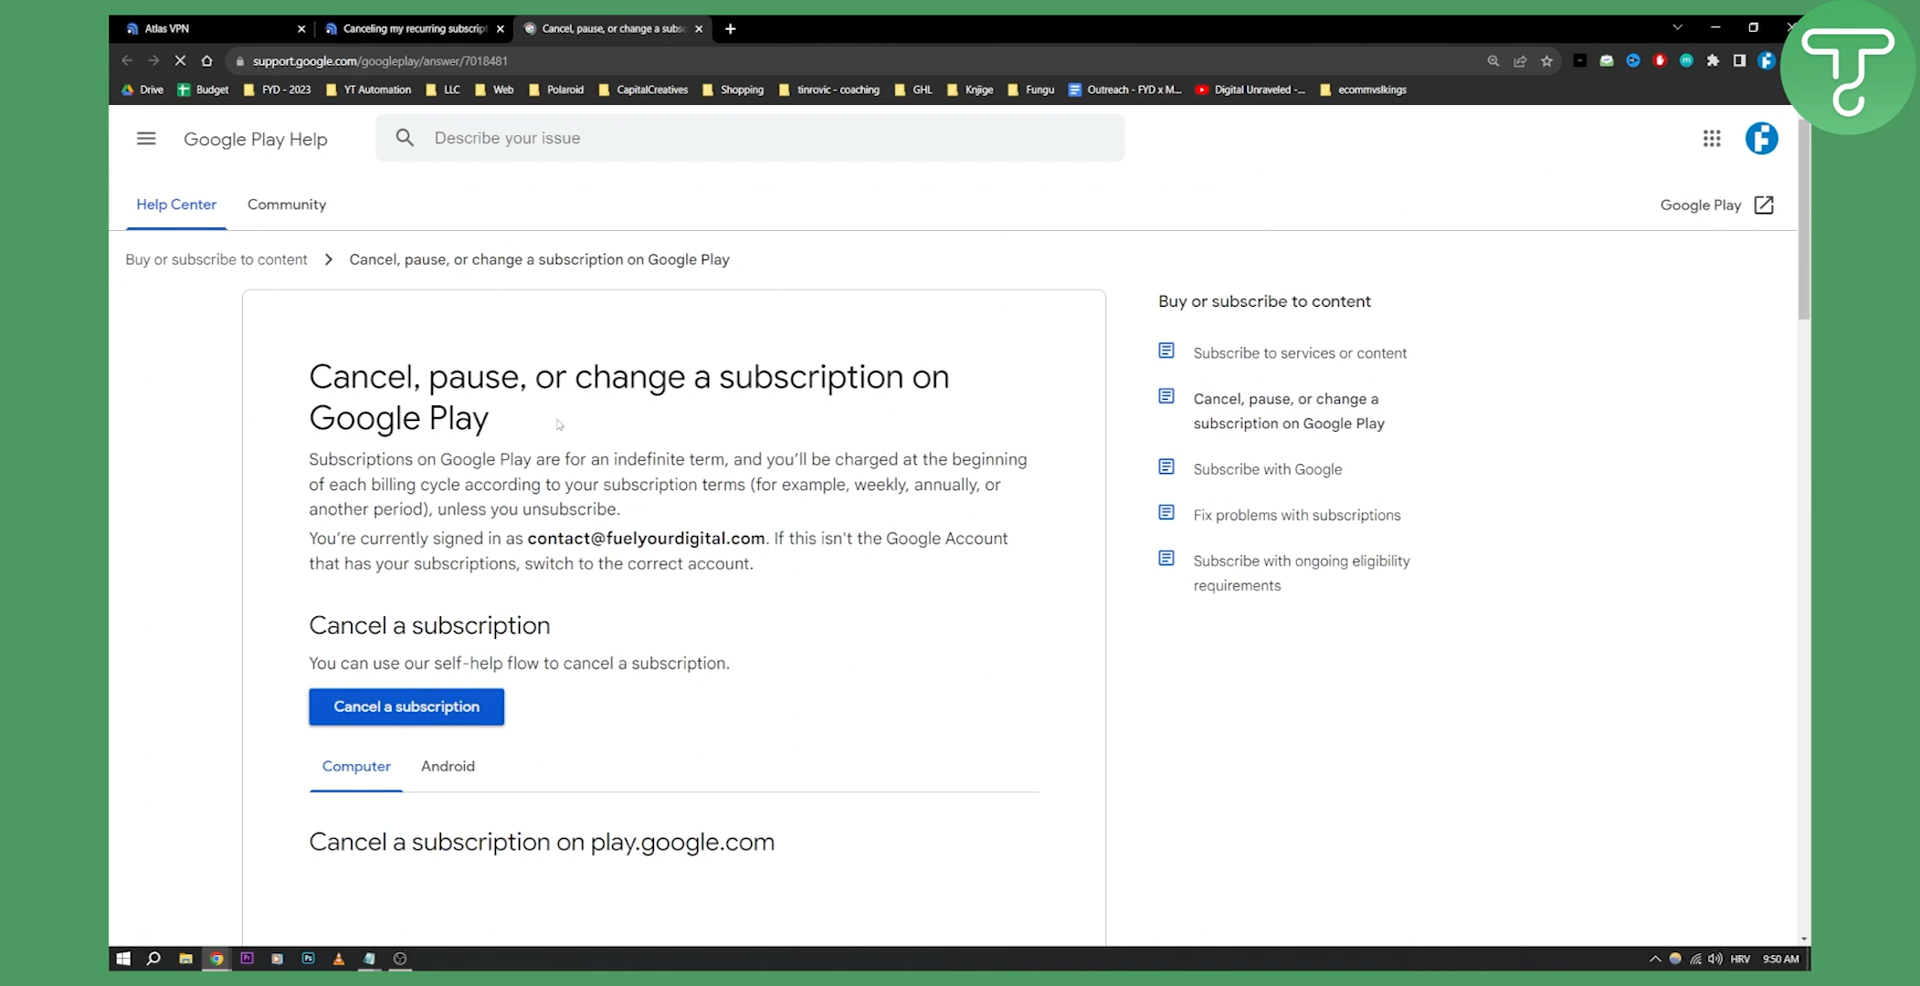 Atlas VPN
Canceling my recurring subscript
Cancel, pause, or change a subsc
support.google.com/googleplay/answer/7018481
Drive
Budget
FYD - 2023
YT Automation
LLC
Web
Polaroid
CapitalCreatives
Shopping
tinrovic - coaching
GHL
Knjige
Fungu
Outreach - FYD x M...
Digital Unraveled -...
ecommvslkings
Google Play Help
Describe your issue
Help Center
Community
Google Play
Buy or subscribe to content
Cancel, pause, or change a subscription on Google Play
Cancel, pause, or change a subscription on
Google Play
Subscriptions on Google Play are for an indefinite term, and you'll be charged at the beginning
of each billing cycle according to your subscription terms (for example, weekly, annually, or
another period), unless you unsubscribe.
You're currently signed in as contact@fuelyourdigital.com. If this isn't the Google Account
that has your subscriptions, switch to the correct account.
Cancel a subscription
You can use our self-help flow to cancel a subscription.
Cancel a subscription
Computer
Android
Cancel a subscription on play.google.com
Buy or subscribe to content
Subscribe to services or content
Cancel, pause, or change a
subscription on Google Play
Subscribe with Google
Fix problems with subscriptions
Subscribe with ongoing eligibility
requirements
Pr
Ps
HRV
9:50 AM